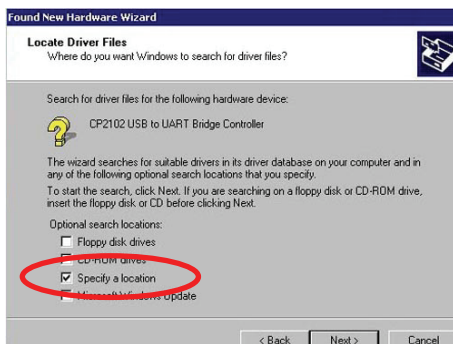 Found New Hardware Wizard
Locate Driver Files
Where do you want Windows to search for driver files?
Search for driver files for the following hardware device:
CP2102 USB to UART Bridge Controller
The wizard searches for suitable drivers in its driver database on your computer and in
any of the following optional search locations that you specify.
To start the search, click Next. If you are searching on a floppy disk or CD-ROM drive,
insert the floppy disk or CD before clicking Next.
Optional search locations:
Floppy disk drives
CD-ROM drives
Specify a location
Microsoft Windows Update
< Back Next > Cancel